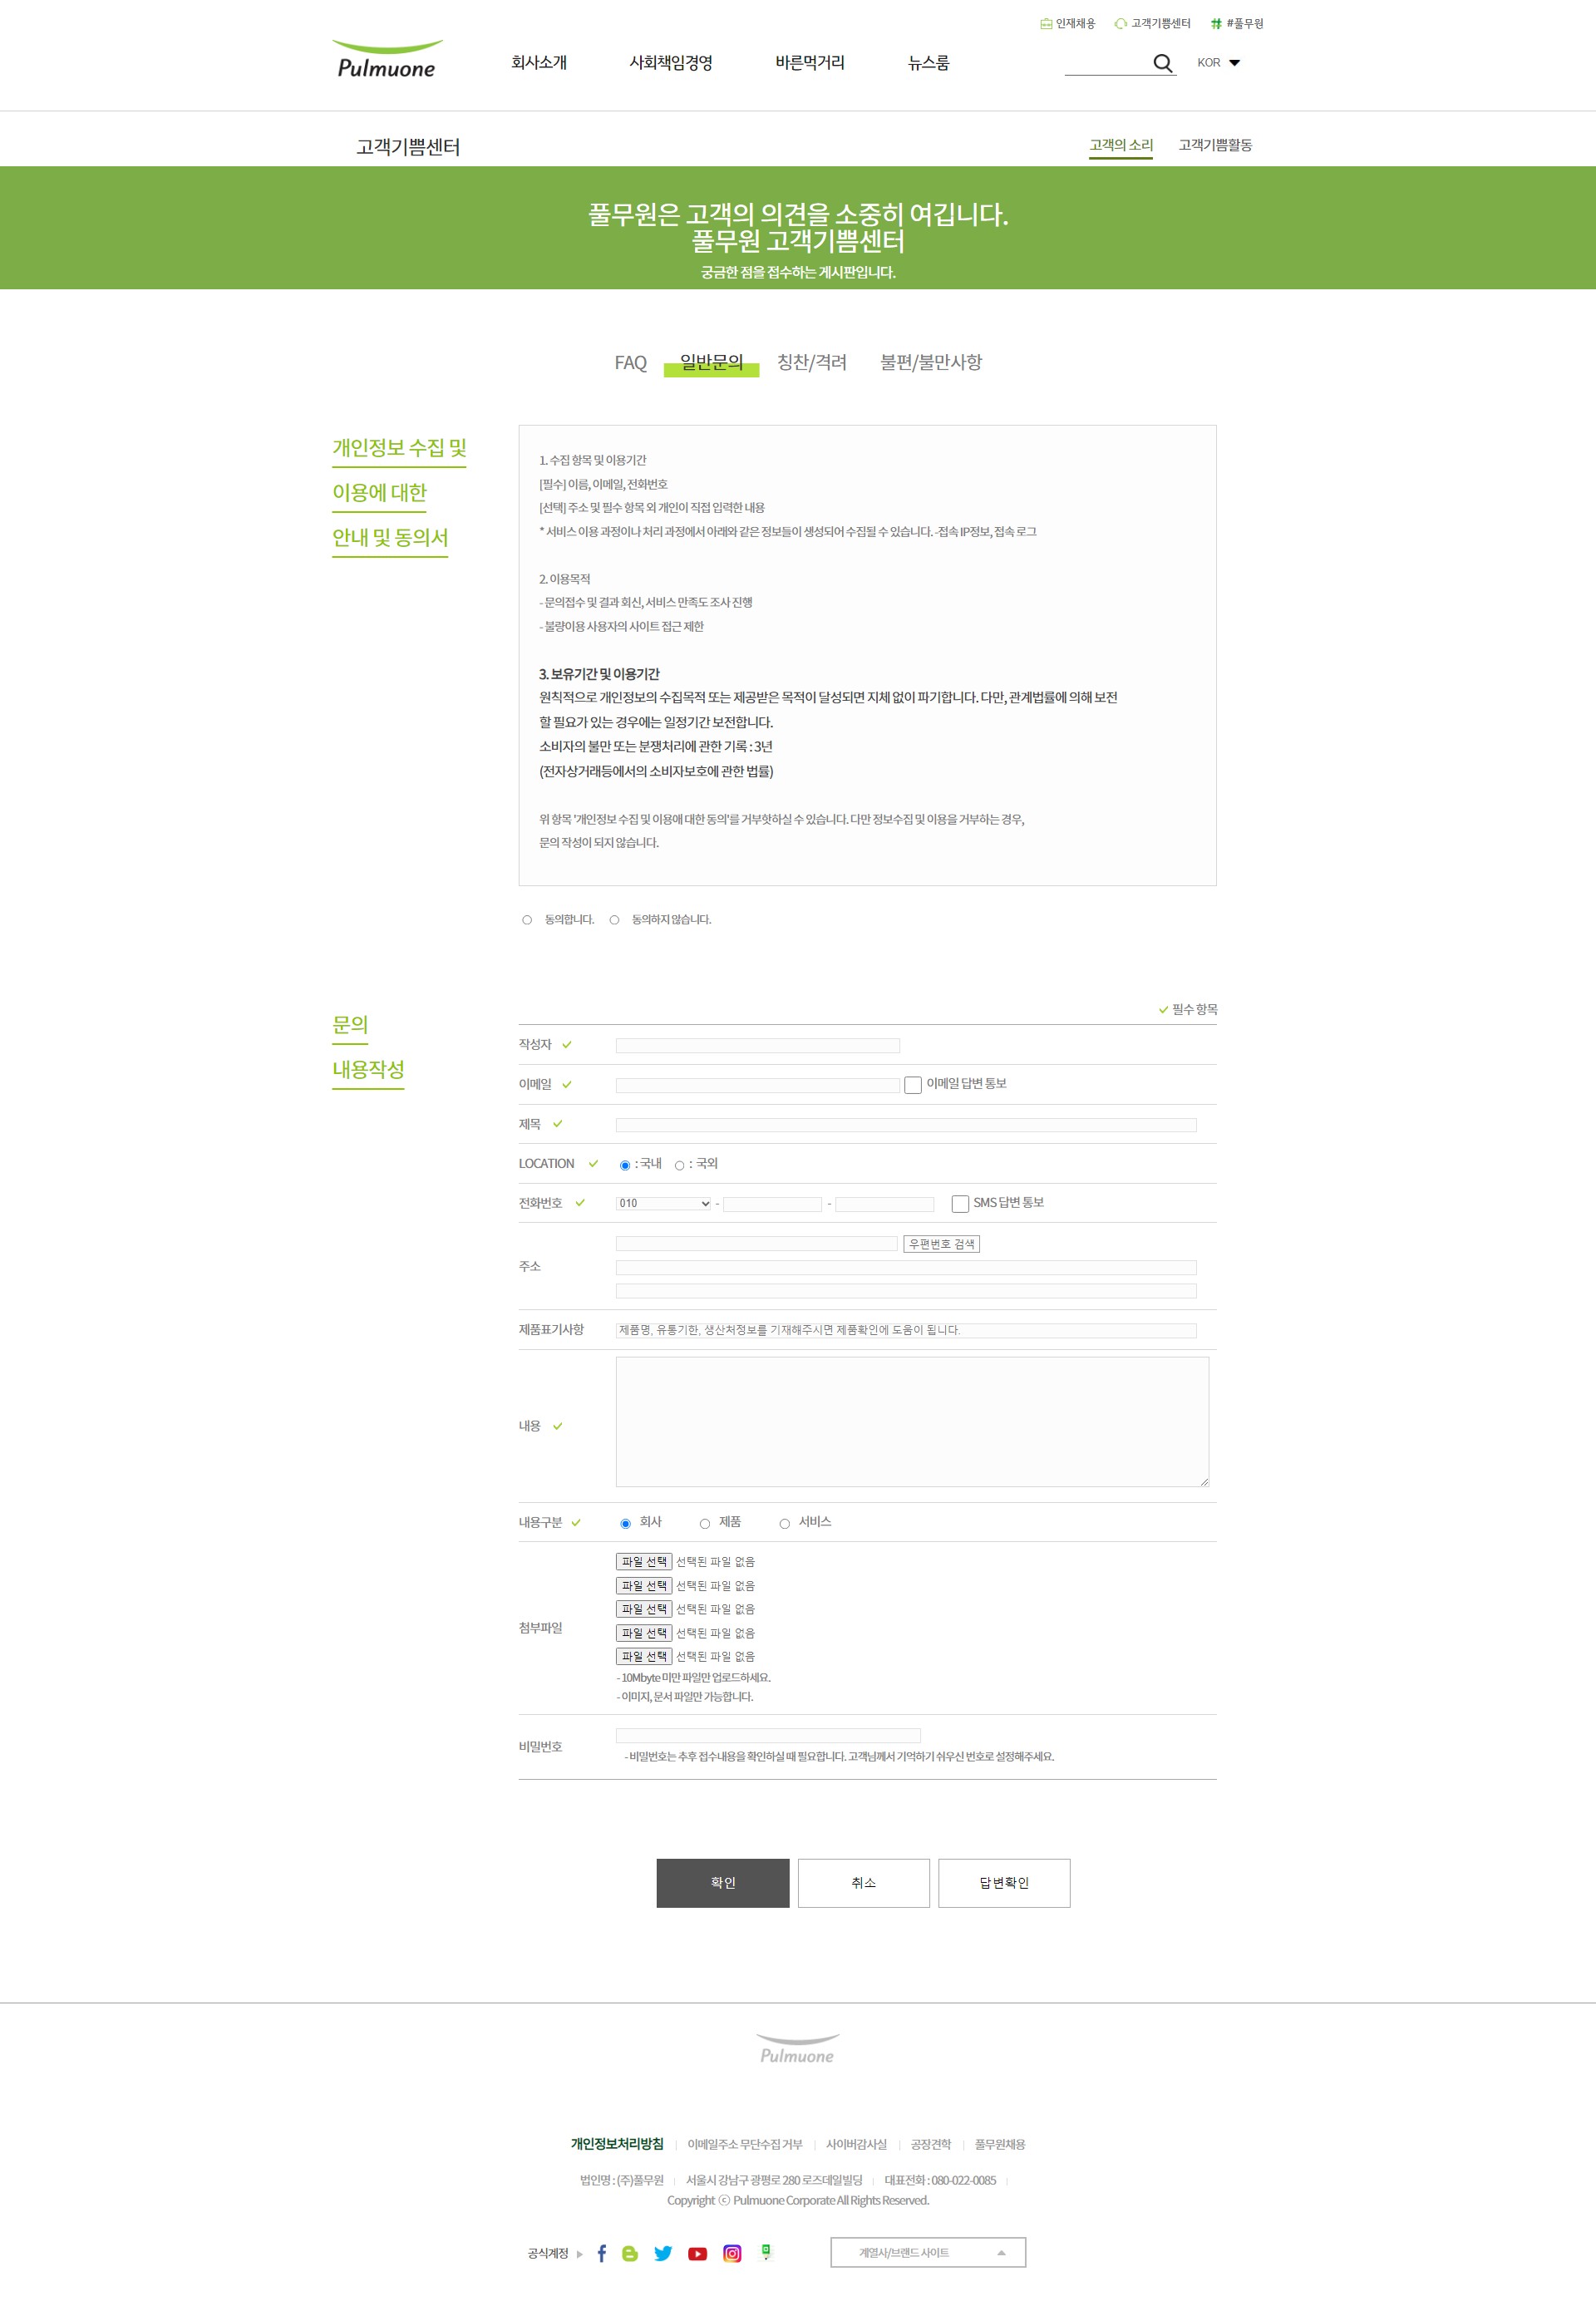 인재채용 고객기쁨센터 #풀무원
Pulmuone 회사소개 사회책임경영 바른먹거리 뉴스룸 KOR
고객기쁨센터 고객의 소리 고객기쁨활동
풀무원은 고객의 의견을 소중히 여깁니다.
풀무원 고객기쁨센터
궁금한 점을 접수하는 게시판입니다.
FAQ 일반문의 칭찬/격려 불편/불만사항
개인정보 수집 및
이용에 대한
안내 및 동의서
1. 수집 항목 및 이용기간
[필수] 이름, 이메일, 전화번호
[선택] 주소 및 필수 항목 외 개인이 직접 입력한 내용
* 서비스 이용 과정이나 처리 과정에서 아래와 같은 정보들이 생성되어 수집될 수 있습니다. -접속 IP정보, 접속 로그
2. 이용목적
- 문의접수 및 결과 회신, 서비스 만족도 조사 진행
- 불량이용 사용자의 사이트 접근 제한
3. 보유기간 및 이용기간
원칙적으로 개인정보의 수집목적 또는 제공받은 목적이 달성되면 지체 없이 파기합니다. 다만, 관계법률에 의해 보전
할 필요가 있는 경우에는 일정기간 보전합니다.
소비자의 불만 또는 분쟁처리에 관한 기록 : 3년
(전자상거래등에서의 소비자보호에 관한 법률)
위 항목 '개인정보 수집 및 이용에 대한 동의'를 거부핫하실 수 있습니다. 다만 정보수집 및 이용을 거부하는 경우,
문의 작성이 되지 않습니다.
동의합니다. 동의하지 않습니다.
필수 항목
문의
내용작성
작성자
이메일 이메일 답변 통보
제목
LOCATION : 국내 : 국외
전화번호 010 - - SMS 답변 통보
우편번호 검색
주소
제품표기사항 제품명, 유통기한, 생산처정보를 기재해주시면 제품확인에 도움이 됩니다.
내용
내용구분 회사 제품 서비스
파일 선택 선택된 파일 없음
파일 선택 선택된 파일 없음
파일 선택 선택된 파일 없음
첨부파일
파일 선택 선택된 파일 없음
파일 선택 선택된 파일 없음
- 10Mbyte 미만 파일만 업로드하세요.
- 이미지, 문서 파일만 가능합니다.
비밀번호
- 비밀번호는 추후 접수내용을 확인하실 때 필요합니다. 고객님께서 기억하기 쉬우신 번호로 설정해주세요.
확인 취소 답변확인
Pulmuone
개인정보처리방침 이메일주소 무단수집 거부 사이버감사실 공장견학 풀무원채용
법인명 : (주)풀무원 서울시 강남구 광평로 280 로즈데일빌딩 대표전화 : 080-022-0085
Copyright ⓒ Pulmuone Corporate All Rights Reserved.
공식계정 계열사/브랜드 사이트